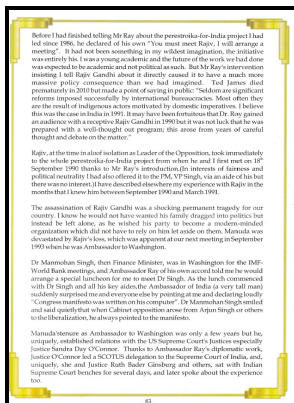 Before I had finished telling Mr Ray about the perestroika-for-India project I had
led since 1986, he declared of his own "You must meet Rajiv, I will arrange a
meeting". It had not been something in my wildest imagination, the initiative
was entirely his. I was a young academic and the future of the work we had done
was expected to be academic and not political as such. But Mr Ray's intervention
insisting I tell Rajiv Gandhi about it directly caused it to have a much more
massive policy consequence than we had imagined. Ted James died
prematurely in 2010 but made a point of saying in public: "Seldom are significant
reforms imposed successfully by international bureaucracies. Most often they
are the result of indigenous actors motivated by domestic imperatives. I believe
this was the case in India in 1991. It may have been fortuitous that Dr. Ray gained
an audience with a receptive Rajiv Gandhi in 1990 but it was not luck that he was
prepared with a well-thought out program; this arose from years of careful
thought and debate on the matter."
Rajiv, at the time in aloof isolation as Leader of the Opposition, took immediately
to the whole perestroika-for-India project from when he and I first met on 18th
September 1990 thanks to Mr Ray's introduction.(In interests of fairness and
political neutrality I had also offered it to the PM, VP Singh, via an aide of his but
there was no interest.)I have described elsewhere my experience with Rajiv in the
months that I knew him between September 1990 and March 1991.
The assassination of Rajiv Gandhi was a shocking permanent tragedy for our
country. I know he would not have wanted his family dragged into politics but
instead be left alone, as he wished his party to become a modern-minded
organization which did not have to rely on him let aside on them. Manuda was
devastated by Rajiv's loss, which was apparent at our next meeting in September
1993 when he was Ambassador to Washington.
Dr Manmohan Singh, then Finance Minister, was in Washington for the IMF-
World Bank meetings, and Ambassador Ray of his own accord told me he would
arrange a special luncheon for me to meet Dr Singh. As the lunch commenced
with Dr Singh and all his key aides,the Ambassador of India (a very tall man)
suddenly surprised me and everyone else by pointing at me and declaring loudly
"Congress manifesto was written on his computer". Dr Manmohan Singh smiled
and said quietly that when Cabinet opposition arose from Arjun Singh or others
to the liberalization, he always pointed to the manifesto.
Manuda'stenure as Ambassador to Washington was only a few years but he,
uniquely, established relations with the US Supreme Court's Justices especially
Justice Sandra Day O'Connor. Thanks to Ambassador Ray's diplomatic work,
Justice O'Connor led a SCOTUS delegation to the Supreme Court of India, and,
uniquely, she and Justice Ruth Bader Ginsburg and others, sat with Indian
Supreme Court benches for several days, and later spoke about the experience
too.
83